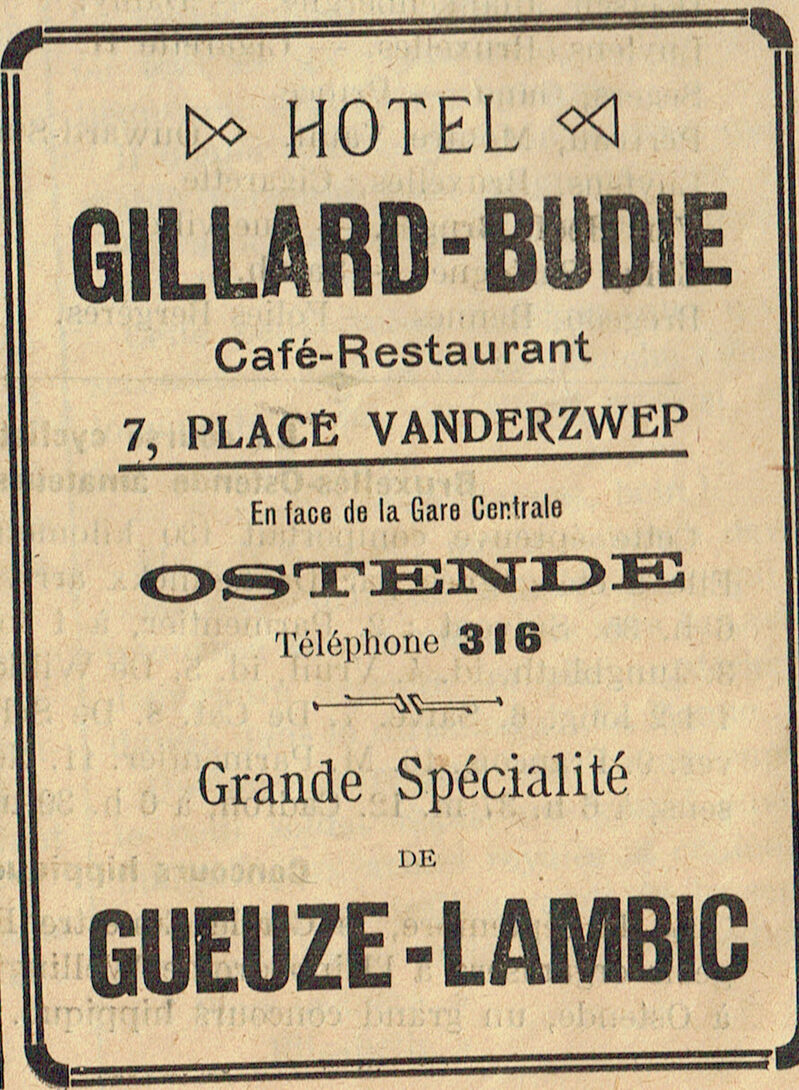 HOTEL
GILLARD-BUDIE
Café-Restaurant
7, PLACE VANDERZWEP
En face de la Gare Centrale
OSTENDE
Téléphone 316
Grande Spécialité
DE
GUEUZE-LAMBIC